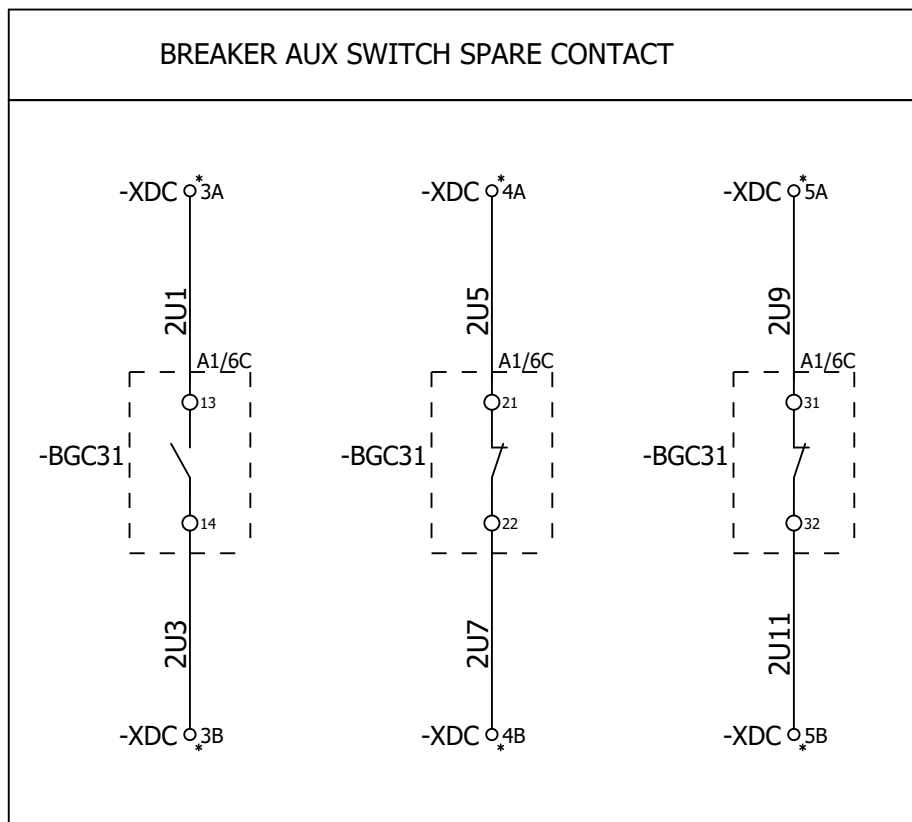 BREAKER AUX SWITCH SPARE CONTACT
-XDC * 3A -XDC * 4A -XDC * 5A
2U1 2U5 2U9
A1/6C A1/6C A1/6C
13 21 31
-BGC31 -BGC31 -BGC31
14 22 32
2U3 2U7 2U11
-XDC * 3B -XDC * 4B -XDC * 5B